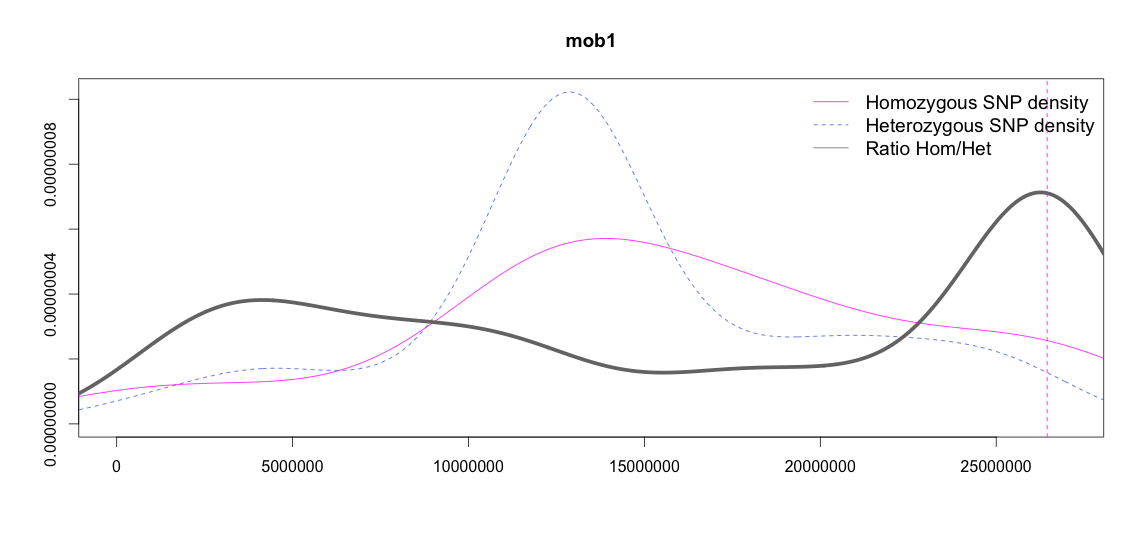 mob1
Homozygous SNP density
Heterozygous SNP density
Ratio Hom/Het
0.00000008
0.00000004
0.00000000
0 5000000 10000000 15000000 20000000 25000000